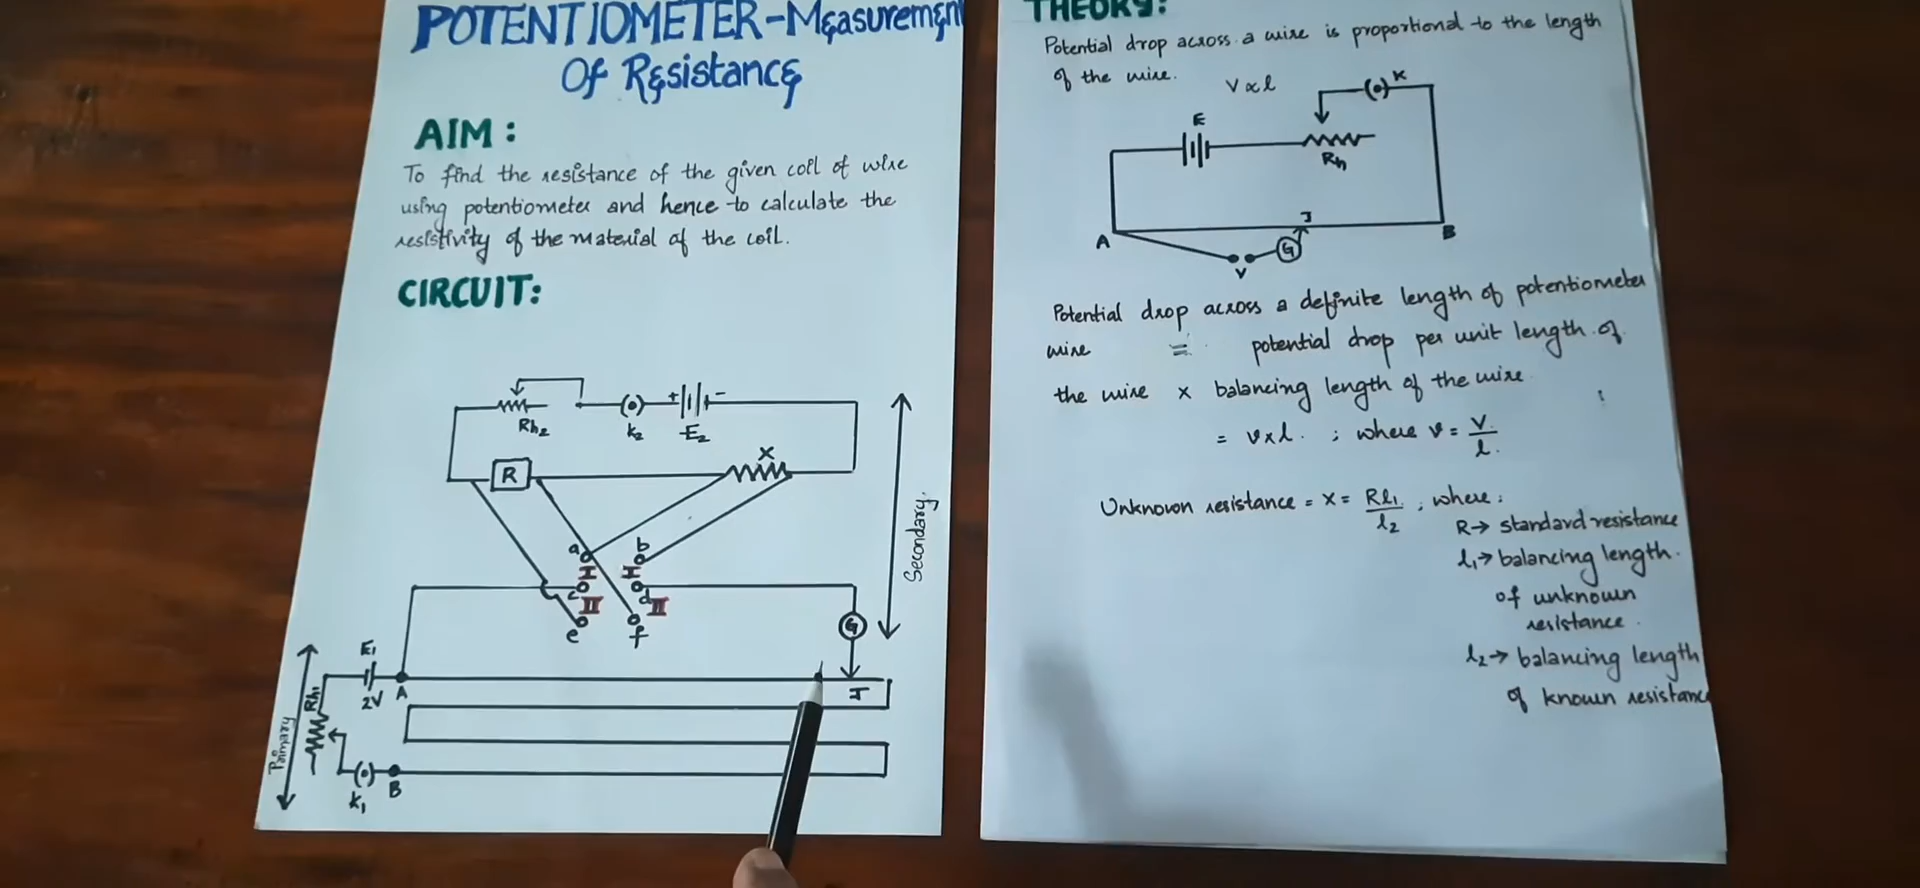 POTENTIOMETER-Measurement
Of Resistance
AIM:
To find the resistance of the given coil of wire
using potentiometer and hence to calculate the
resistivity of the material of the coil.
CIRCUIT:
Rh2
K2
+ -
E2
R
X
a
b
I
I
c
d
II
II
e
f
G
Secondary.
E1
2V
A
J
Rh1
Primary
K1
B
THEORY:
Potential drop across a wire is proportional to the length
of the wire. V∝l
K
E
Rh
J
A
B
G
V
Potential drop across a definite length of potentiometer
wire = potential drop per unit length of
the wire x balancing length of the wire
= v x l. ; where v = V/l.
Unknown resistance = X = Rl1/l2 ; where:
R→ standard resistance
l1→ balancing length
of unknown
resistance.
l2→ balancing length
of known resistance